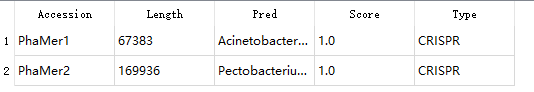 Accession Length Pred Score Type
1 PhaMer1 67383 Acinetobacter... 1.0 CRISPR
2 PhaMer2 169936 Pectobacteriu... 1.0 CRISPR